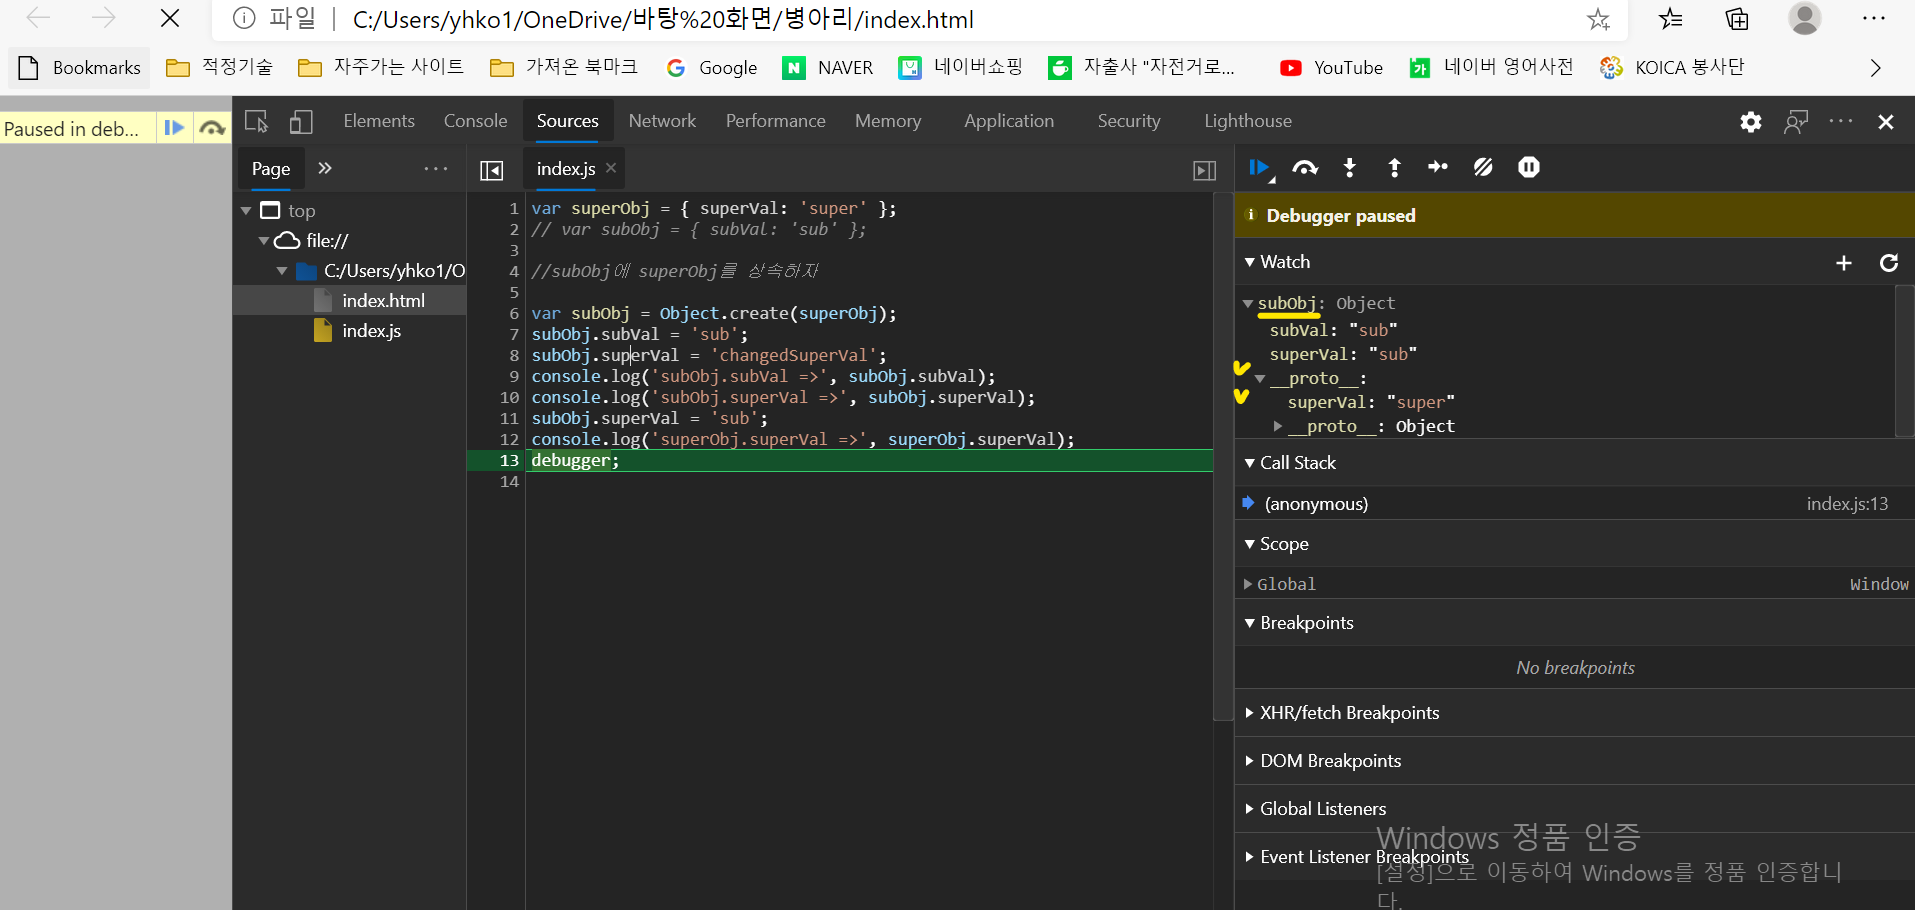 파일 | C:/Users/yhko1/OneDrive/바탕%20화면/병아리/index.html
Bookmarks 적정기술 자주가는 사이트 가져온 북마크 Google NAVER 네이버쇼핑 자출사 "자전거로... YouTube 네이버 영어사전 KOICA 봉사단
Paused in deb...
Elements Console Sources Network Performance Memory Application Security Lighthouse
Page
index.js
top
file://
C:/Users/yhko1/O
index.html
index.js
1 var superObj = { superVal: 'super' };
2 // var subObj = { subVal: 'sub' };
3
4 //subObj에 superObj를 상속하자
5
6 var subObj = Object.create(superObj);
7 subObj.subVal = 'sub';
8 subObj.superVal = 'changedSuperVal';
9 console.log('subObj.subVal =>', subObj.subVal);
10 console.log('subObj.superVal =>', subObj.superVal);
11 subObj.superVal = 'sub';
12 console.log('superObj.superVal =>', superObj.superVal);
13 debugger;
14
Debugger paused
Watch
subObj: Object
subVal: "sub"
superVal: "sub"
__proto__:
superVal: "super"
__proto__: Object
Call Stack
(anonymous) index.js:13
Scope
Global Window
Breakpoints
No breakpoints
XHR/fetch Breakpoints
DOM Breakpoints
Global Listeners
Event Listener Breakpoints
Windows 정품 인증
[설정]으로 이동하여 Windows를 정품 인증합니
다.